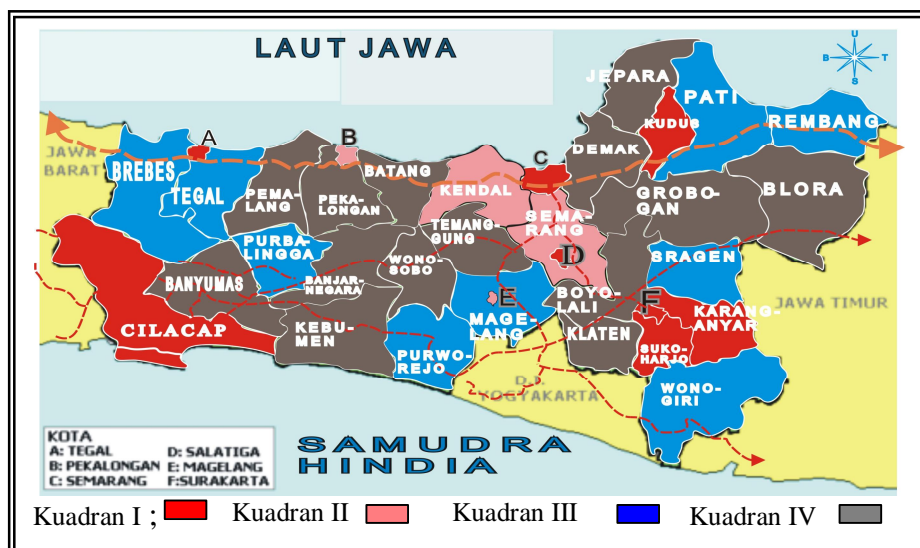 LAUT JAWA
U
B T
S
JEPARA
PATI
KUDUS
REMBANG
A
B
C
DEMAK
JAWA
BARAT
BREBES
TEGAL
PEMA-
LANG
PEKA-
LONGAN
BATANG
KENDAL
SEMA-
RANG
GROBO-
GAN
BLORA
TEMANG-
GUNG
PURBA-
LINGGA
WONO-
SOBO
D
SRAGEN
BANYUMAS
BANJAR-
NEGARA
E
BOYO-
LALI
F
KARANG-
ANYAR
JAWA TIMUR
CILACAP
KEBU-
MEN
MAGE-
LANG
KLATEN
SUKO-
HARJO
PURWO-
REJO
D.I.
YOGYAKARTA
WONO-
GIRI
SAMUDRA
HINDIA
KOTA
A: TEGAL D: SALATIGA
B: PEKALONGAN E: MAGELANG
C: SEMARANG F:SURAKARTA
Kuadran I ; Kuadran II Kuadran III Kuadran IV